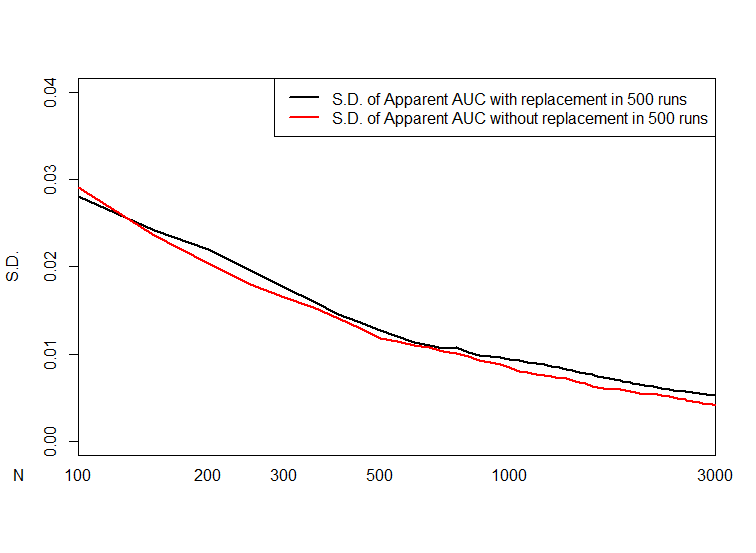 S.D. of Apparent AUC with replacement in 500 runs
S.D. of Apparent AUC without replacement in 500 runs
0.04
0.03
0.02
0.01
0.00
S.D.
N 100 200 300 500 1000 3000